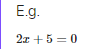 E.g.
2x + 5 = 0